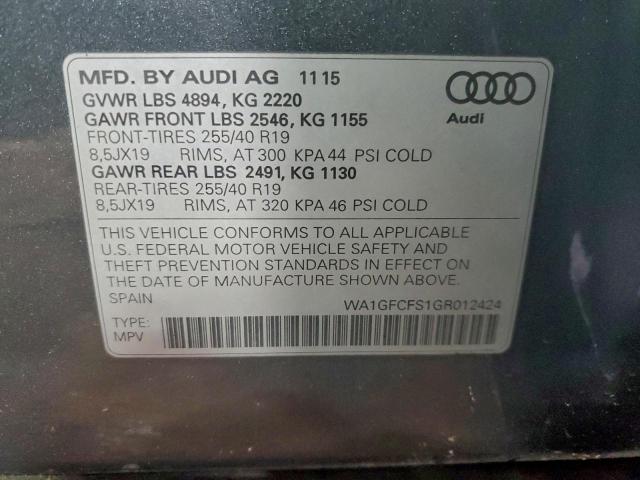 MFD. BY AUDI AG 11 15
GVWR LBS 4894, KG 2220
GAWR FRONT LBS 2546, KG 1155
FRONT-TIRES 255/40 R19
8,5JX19 RIMS, AT 300 KPA 44 PSI COLD
GAWR REAR LBS 2491, KG 1130
REAR-TIRES 255/40 R19
8,5JX19 RIMS, AT 320 KPA 46 PSI COLD
Audi
THIS VEHICLE CONFORMS TO ALL APPLICABLE
U.S. FEDERAL MOTOR VEHICLE SAFETY AND
THEFT PREVENTION STANDARDS IN EFFECT ON
THE DATE OF MANUFACTURE SHOWN ABOVE.
SPAIN WA1GFCFS1GR012424
TYPE:
MPV